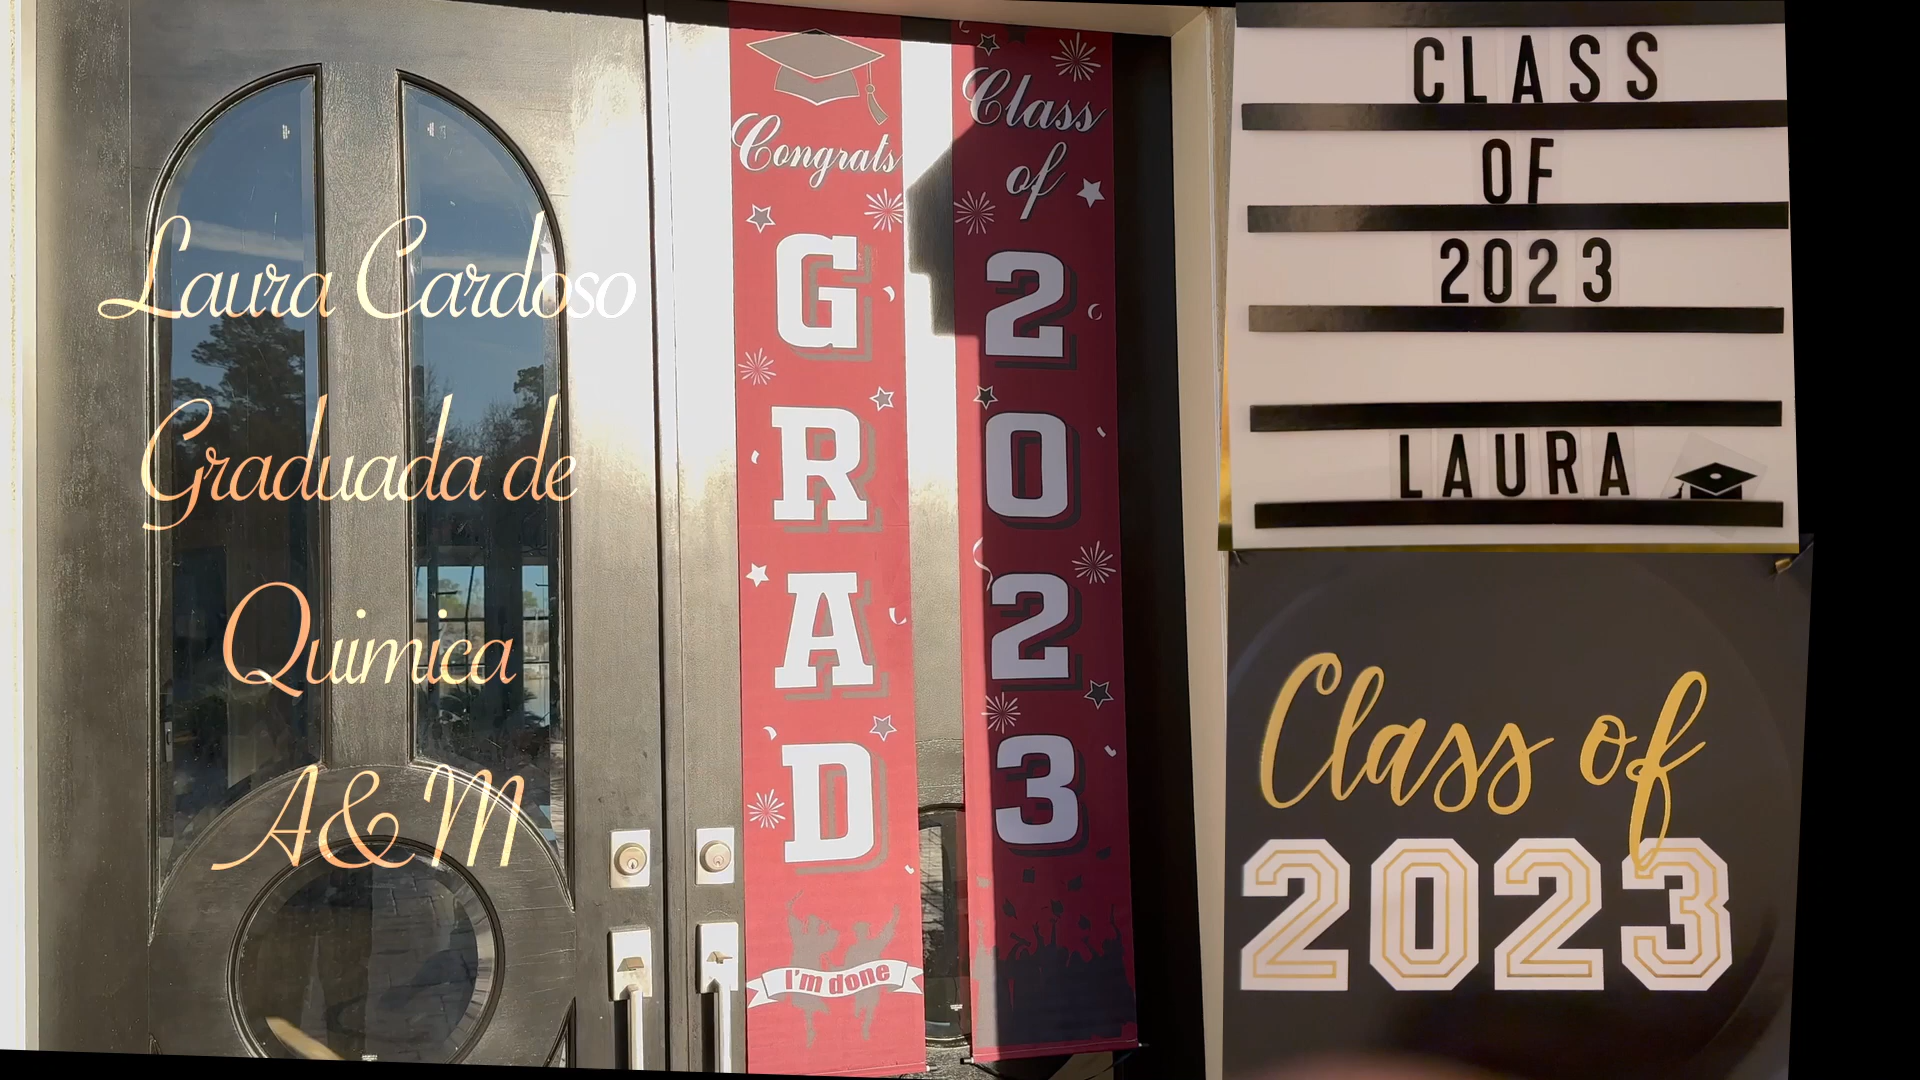 Laura Cardoso
Graduada de
Quimica
A&M
Congrats
GRAD
I'm done
Class
of
2023
CLASS
OF
2023
LAURA
Class of
2023